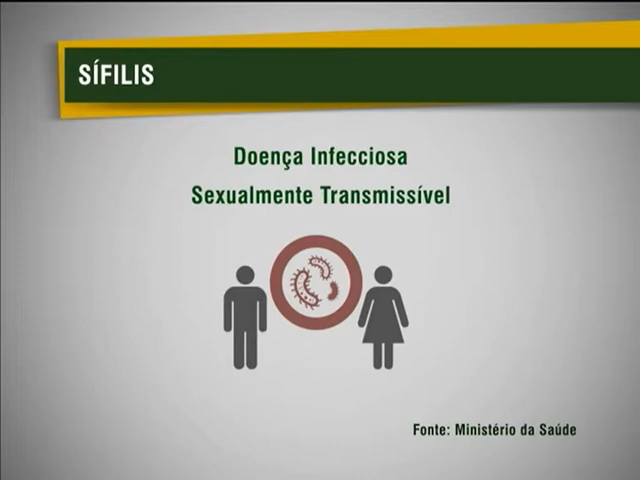 SÍFILIS
Doença Infecciosa
Sexualmente Transmissível
Fonte: Ministério da Saúde